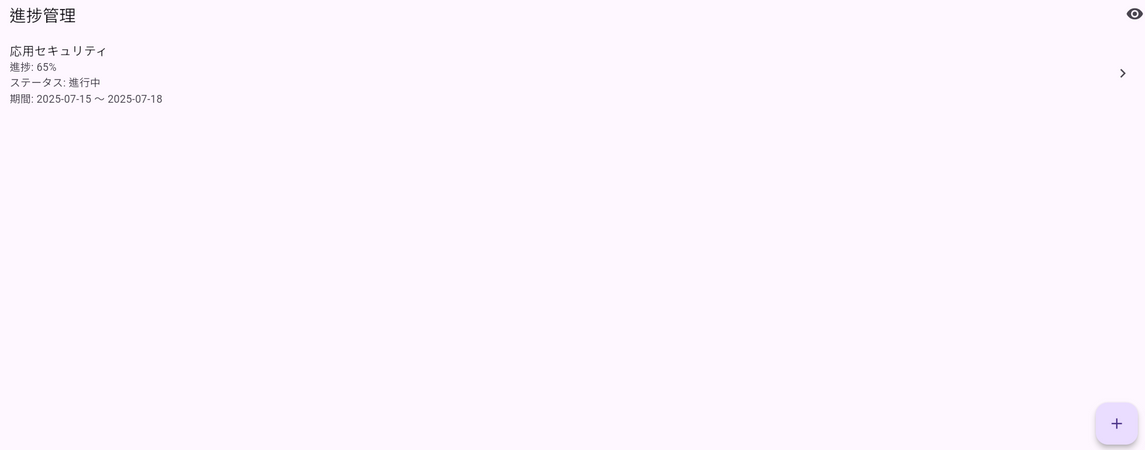 進捗管理
応用セキュリティ
進捗: 65%
ステータス: 進行中
期間: 2025-07-15 〜 2025-07-18